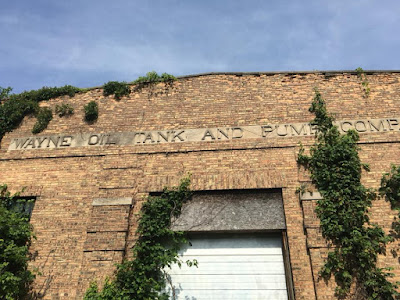 WAYNE OIL TANK AND PUMP COMP